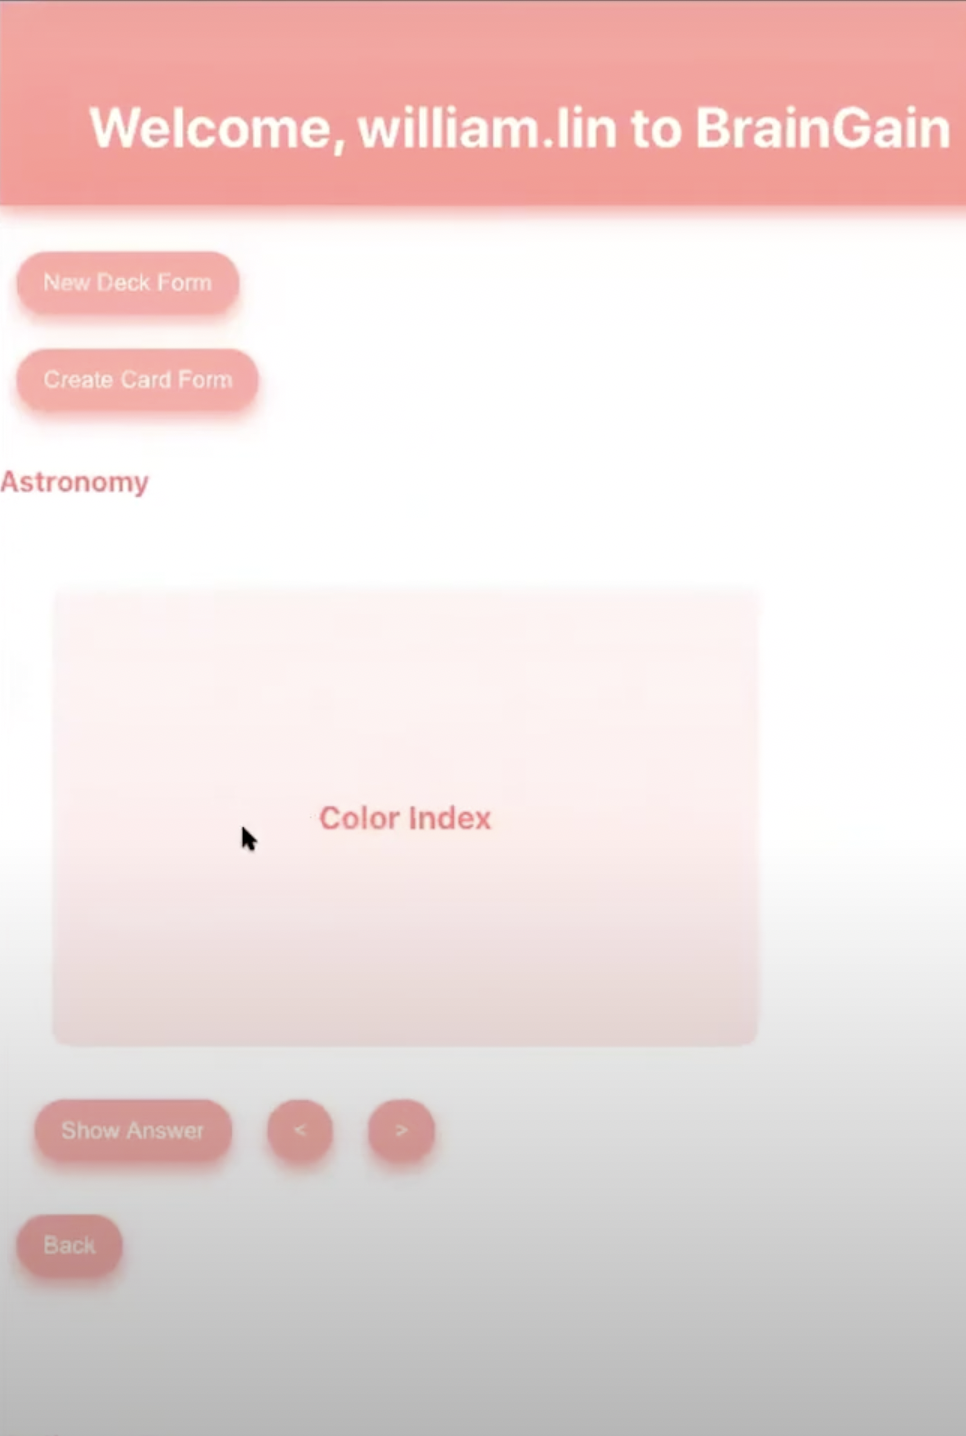 Welcome, william.lin to BrainGain
New Deck Form
Create Card Form
Astronomy
Color Index
Show Answer < >
Back